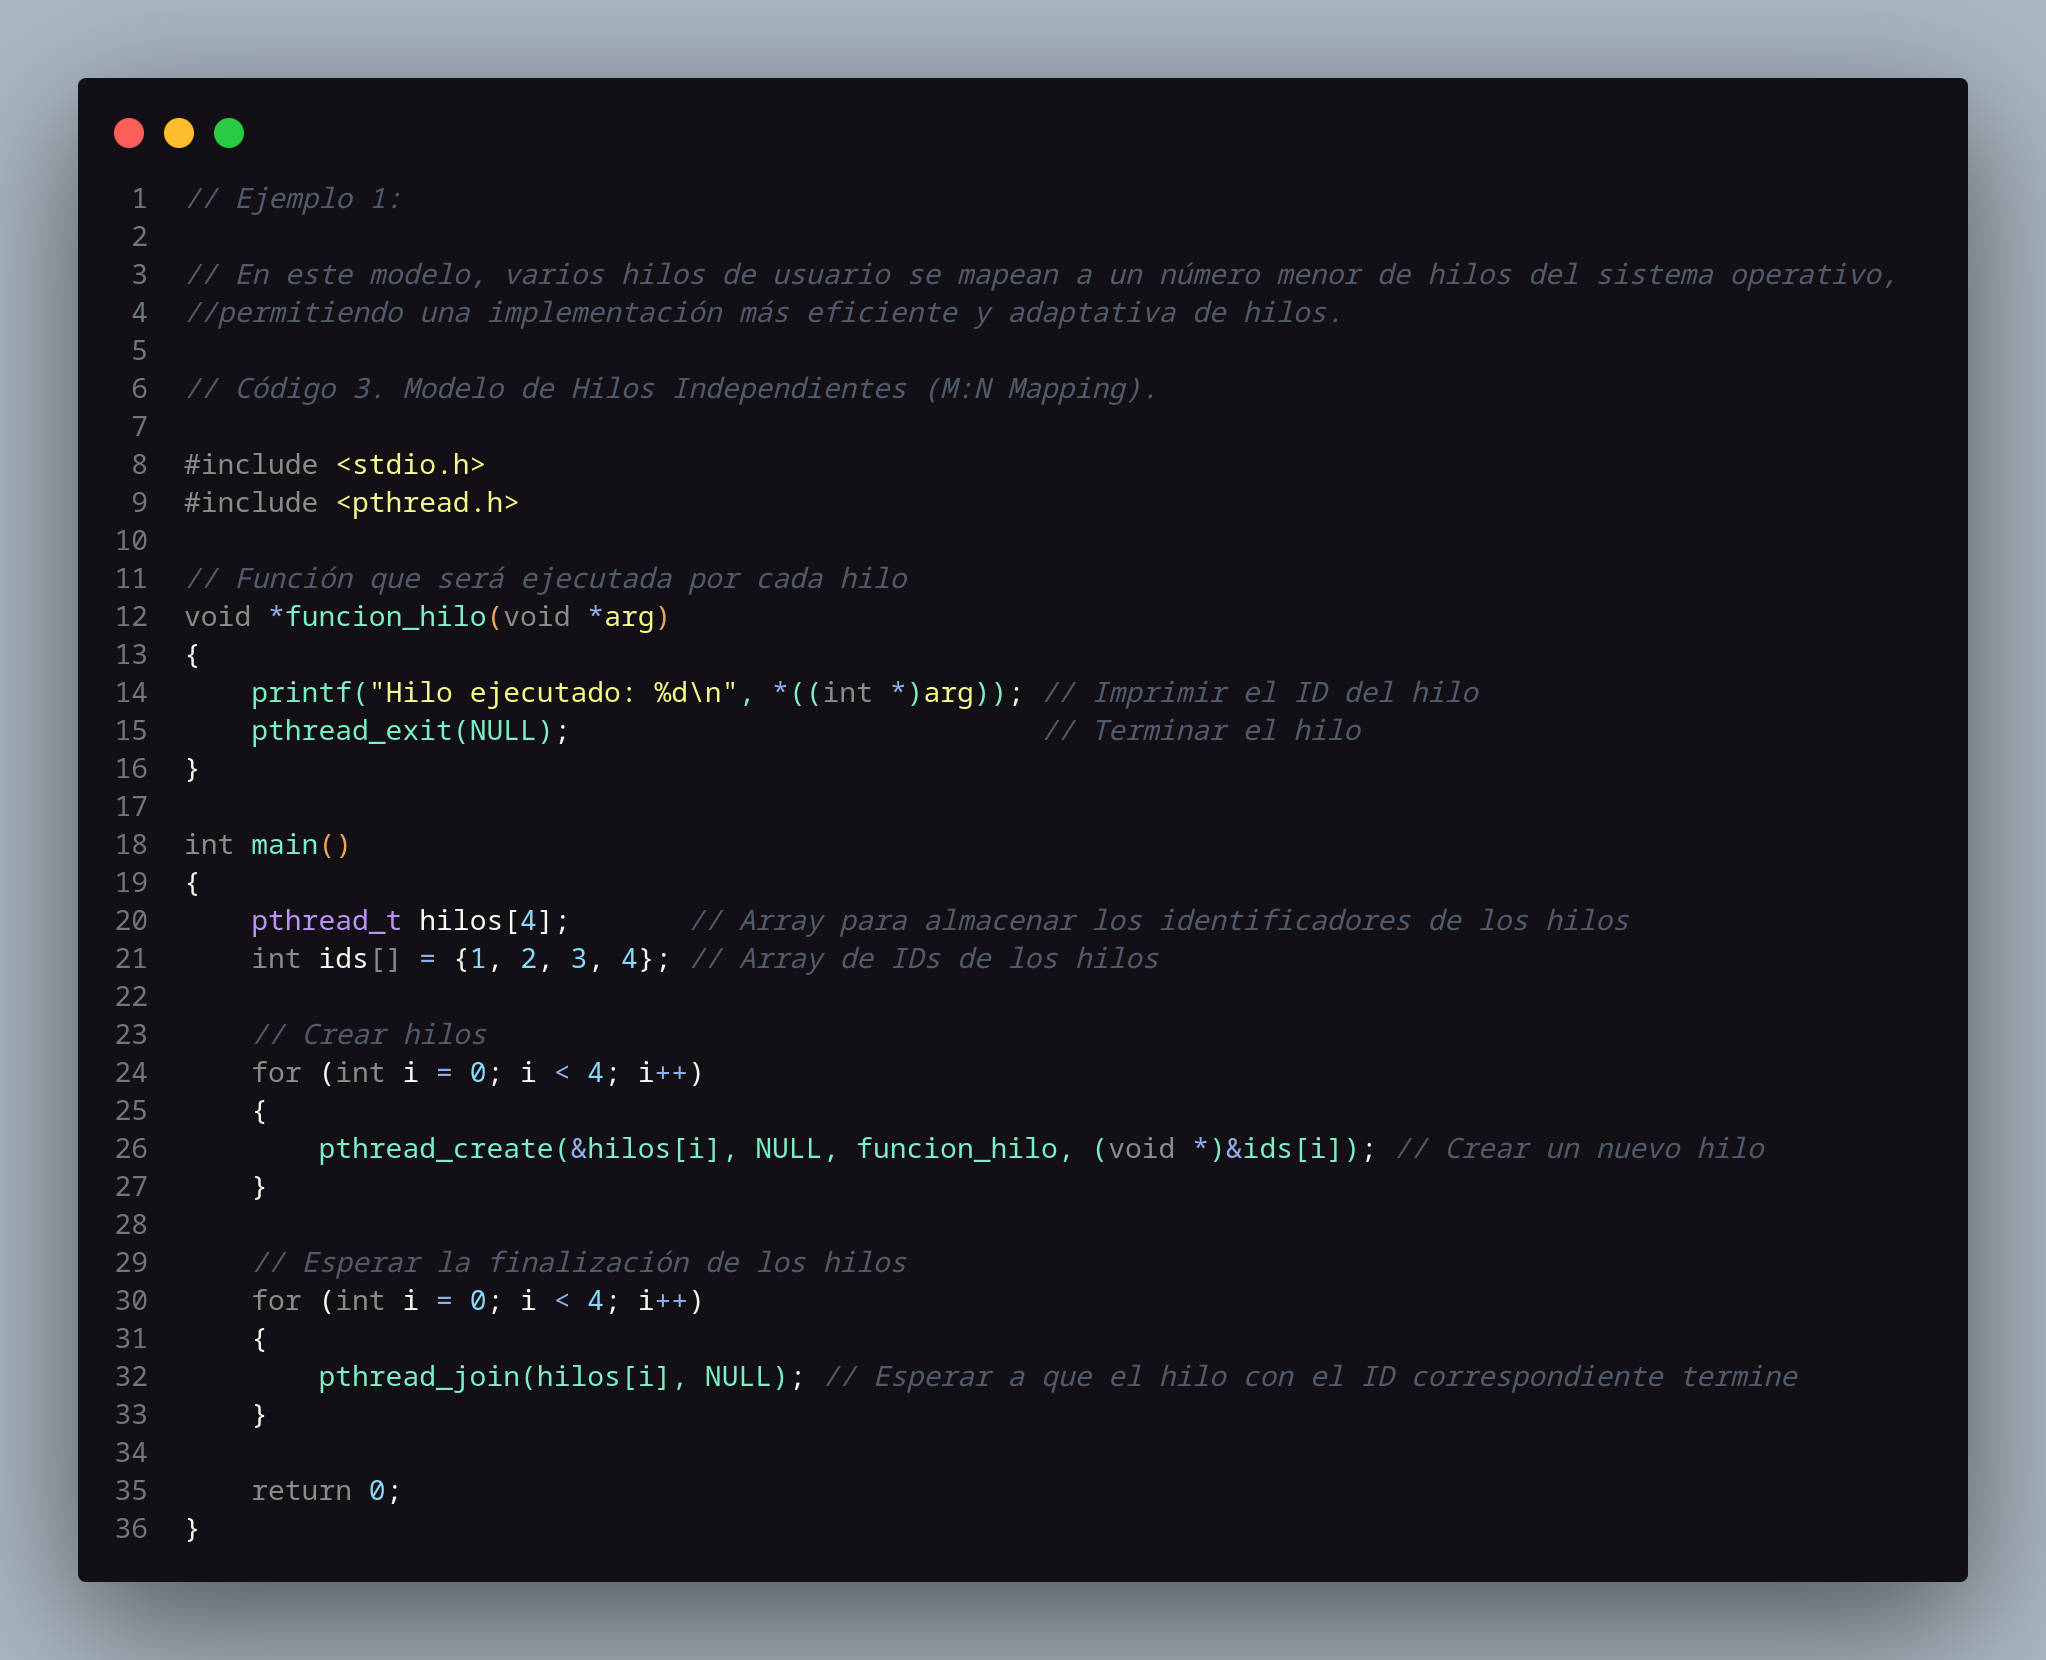 1 // Ejemplo 1:
2
3 // En este modelo, varios hilos de usuario se mapean a un número menor de hilos del sistema operativo,
4 //permitiendo una implementación más eficiente y adaptativa de hilos.
5
6 // Código 3. Modelo de Hilos Independientes (M:N Mapping).
7
8 #include <stdio.h>
9 #include <pthread.h>
10
11 // Función que será ejecutada por cada hilo
12 void *funcion_hilo(void *arg)
13 {
14     printf("Hilo ejecutado: %d\n", *((int *)arg)); // Imprimir el ID del hilo
15     pthread_exit(NULL);                            // Terminar el hilo
16 }
17
18 int main()
19 {
20     pthread_t hilos[4];       // Array para almacenar los identificadores de los hilos
21     int ids[] = {1, 2, 3, 4}; // Array de IDs de los hilos
22
23     // Crear hilos
24     for (int i = 0; i < 4; i++)
25     {
26         pthread_create(&hilos[i], NULL, funcion_hilo, (void *)&ids[i]); // Crear un nuevo hilo
27     }
28
29     // Esperar la finalización de los hilos
30     for (int i = 0; i < 4; i++)
31     {
32         pthread_join(hilos[i], NULL); // Esperar a que el hilo con el ID correspondiente termine
33     }
34
35     return 0;
36 }